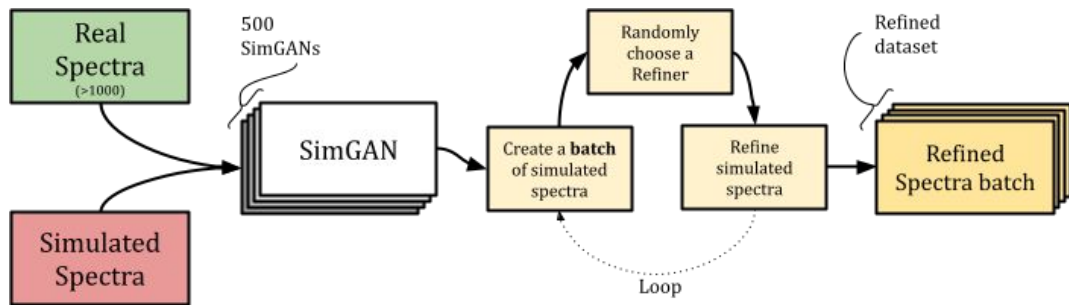 Real
Spectra
(>1000)
Simulated
Spectra
500
SimGANs
SimGAN
Create a batch
of simulated
spectra
Randomly
choose a
Refiner
Refine
simulated
spectra
Loop
Refined
dataset
Refined
Spectra batch